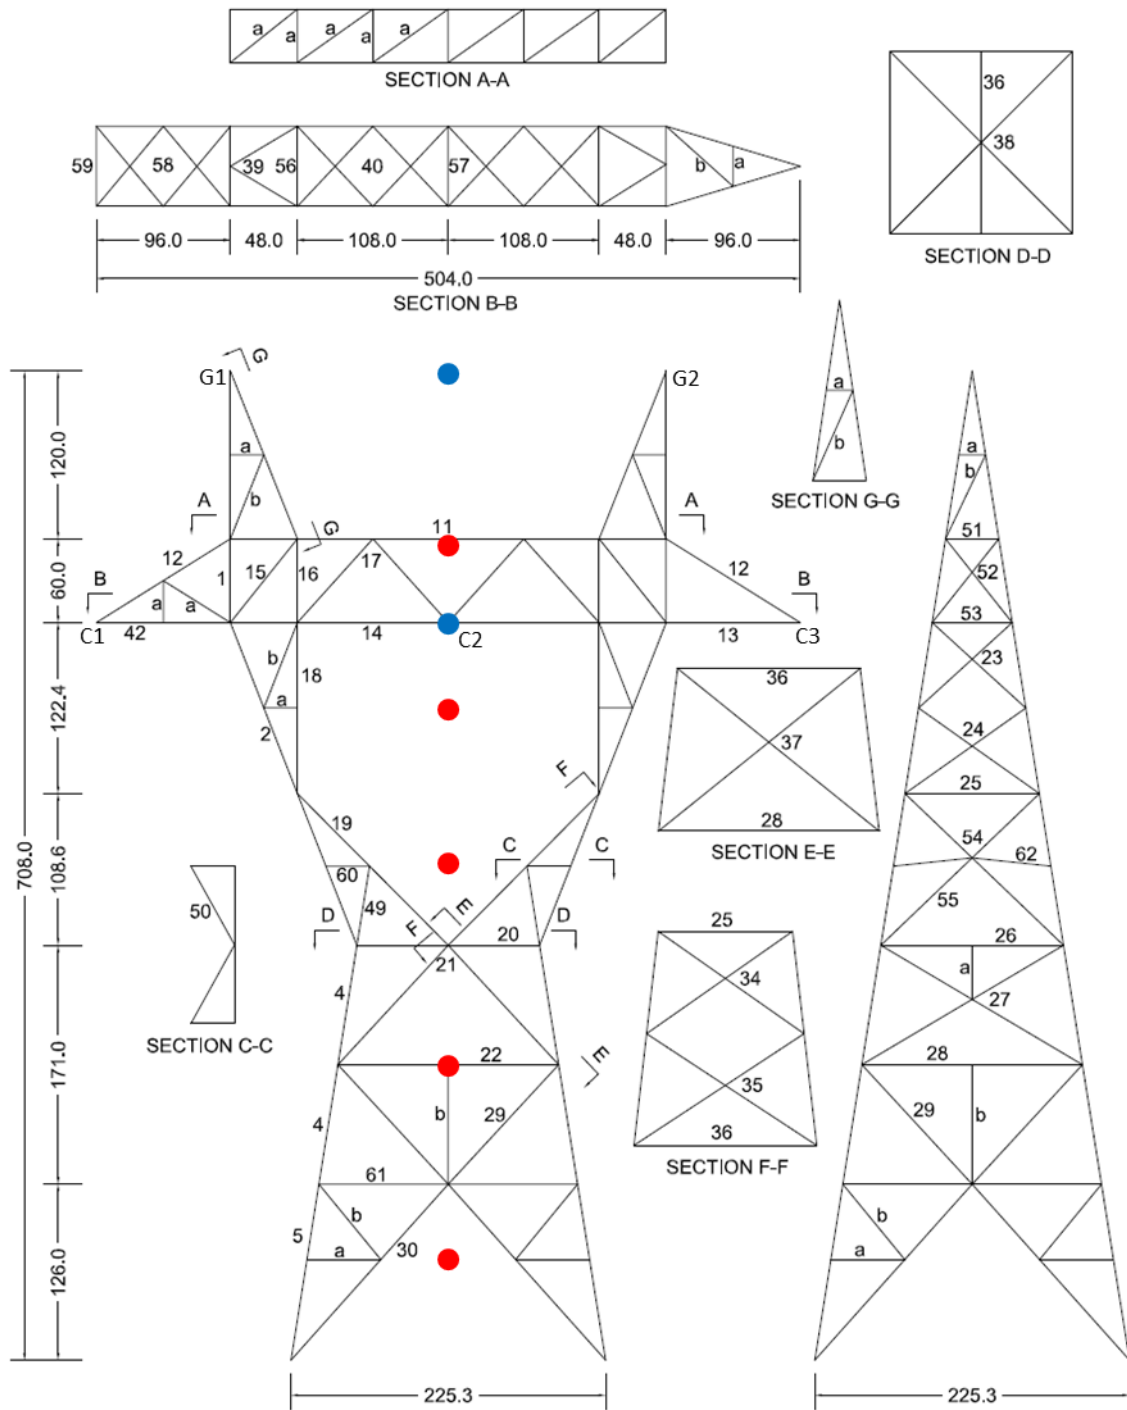 a a a a a
SECTION A-A
59 58 39 56 40 57 b a
96.0 48.0 108.0 108.0 48.0 96.0
504.0
SECTION B-B
36
38
SECTION D-D
G
G1 G2
120.0
a
b
A A
G
11
a
b
SECTION G-G
a
b
51
60.0
B 12 1 15 16 17 12 B
52
a a
C1 42 14 C2 13 C3
53
122.4
b
18
a
2
36
37
28
SECTION E-E
23
24
25
F
708.0
108.6
19
C C
60
49
E
D F 20 D
21
54
62
55
26
50
SECTION C-C
25
34
35
36
SECTION F-F
171.0
4
22
E
4 b 29
61
a
27
28
29 b
126.0
5 b
a 30
b
a
225.3
225.3